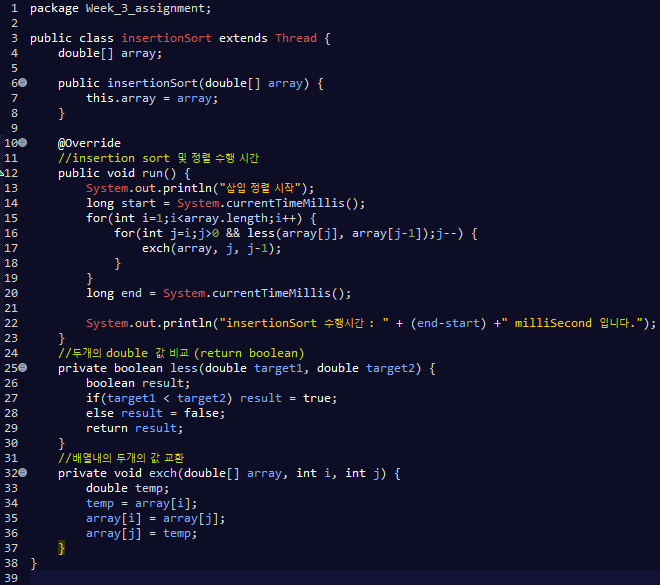 1 package Week_3_assignment;
2
3 public class insertionSort extends Thread {
4     double[] array;
5
6     public insertionSort(double[] array) {
7         this.array = array;
8     }
9
10     @Override
11     //insertion sort 및 정렬 수행 시간
12     public void run() {
13         System.out.println("삽입 정렬 시작");
14         long start = System.currentTimeMillis();
15         for(int i=1;i<array.length;i++) {
16             for(int j=i;j>0 && less(array[j], array[j-1]);j--) {
17                 exch(array, j, j-1);
18             }
19         }
20         long end = System.currentTimeMillis();
21
22         System.out.println("insertionSort 수행시간 : " + (end-start) +" milliSecond 입니다.");
23     }
24     //두개의 double 값 비교 (return boolean)
25     private boolean less(double target1, double target2) {
26         boolean result;
27         if(target1 < target2) result = true;
28         else result = false;
29         return result;
30     }
31     //배열내의 두개의 값 교환
32     private void exch(double[] array, int i, int j) {
33         double temp;
34         temp = array[i];
35         array[i] = array[j];
36         array[j] = temp;
37     }
38 }
39